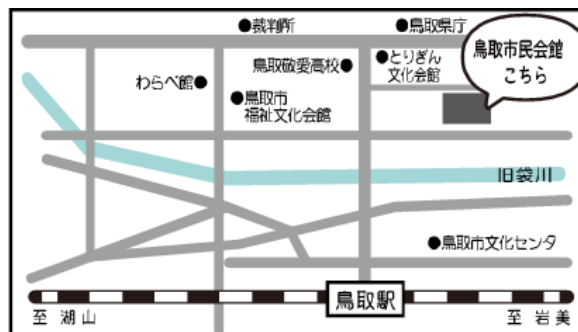 ●裁判所
●鳥取県庁
鳥取市民会館
こちら
鳥取敬愛高校●
●とりぎん
文化会館
わらべ館●
●鳥取市
福祉文化会館
旧袋川
●鳥取市文化センタ
鳥取駅
至 湖山
至 岩美